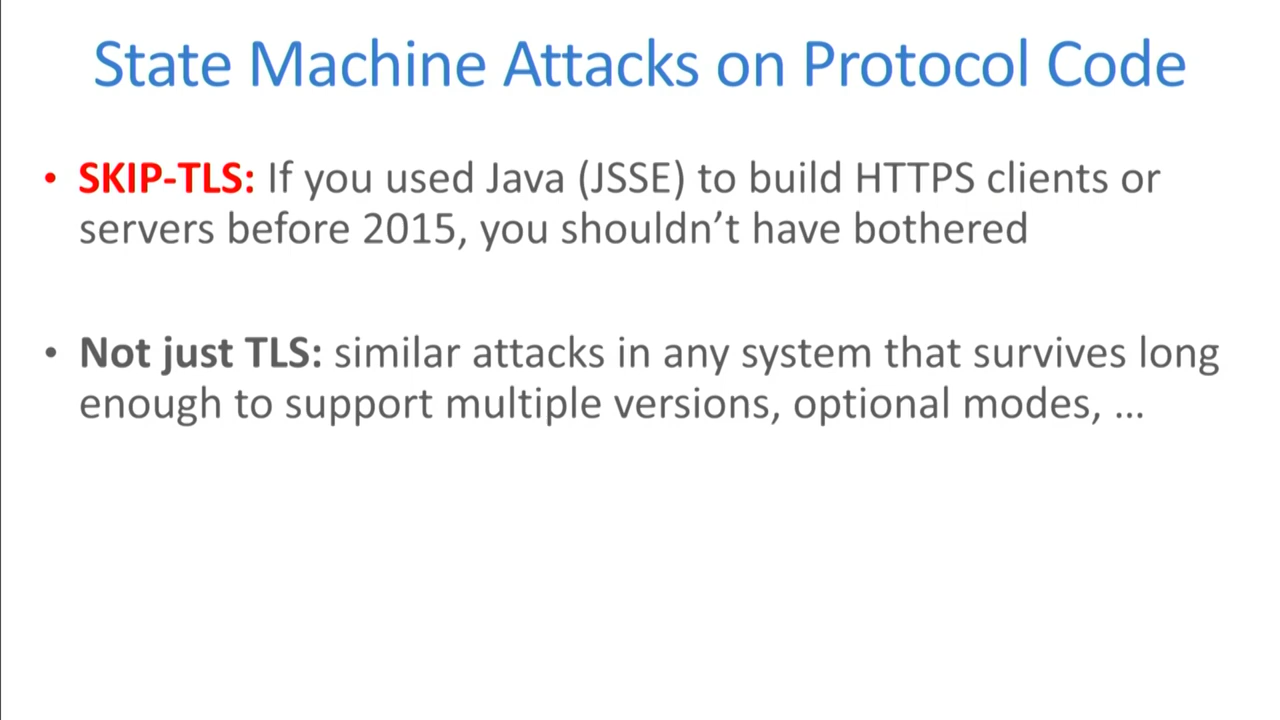 State Machine Attacks on Protocol Code
• SKIP-TLS: If you used Java (JSSE) to build HTTPS clients or
servers before 2015, you shouldn’t have bothered
• Not just TLS: similar attacks in any system that survives long
enough to support multiple versions, optional modes, ...